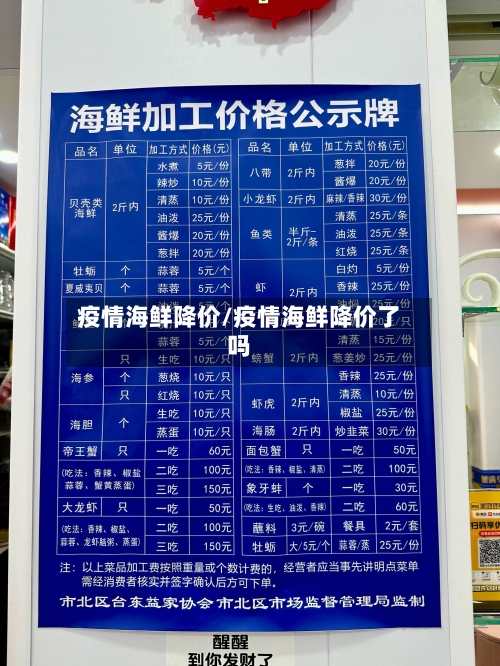 海鲜加工价格公示牌
品名 单位 加工方式 价格(元)
贝壳类海鲜 2斤内 水煮 5元/份
辣炒 10元/份
清蒸 10元/份
油泼 25元/份
酱爆 20元/份
葱拌 20元/份
牡蛎 个 蒜蓉 5元/个
夏威夷贝 个 蒜蓉 5元/个
蒜蓉 5元/个
海参 只 生吃 10元/只
个 葱烧 10元/只
只 红烧 10元/只
海胆 个 生吃 10元/只
蒸蛋 10元/只
帝王蟹 只 一吃 60元
(吃法:香辣、椒盐 二吃 100元
蒜蓉、蟹黄蒸蛋) 三吃 150元
大龙虾 只 一吃 50元
(吃法:香辣、椒盐、 二吃 100元
蒜蓉、龙虾脑粥、蒸蛋) 三吃 150元
品名 单位 加工方式 价格(元)
八带 2斤内 葱拌 20元/份
酱爆 20元/份
小龙虾 2斤内 麻辣/香辣 30元/份
鱼类 半斤-2斤/条 清蒸 25元/条
油泼 25元/条
红烧 25元/条
虾 2斤内 白灼 5元/份
香辣 25元/份
油焖 25元/份
螃蟹 2斤内 清蒸 15元/份
葱姜炒 25元/份
香辣 25元/份
虾虎 2斤内 清蒸 10元/份
椒盐 25元/份
海肠 2斤内 炒韭菜 30元/份
面包蟹 只 一吃 50元
(吃法:香辣、椒盐、清蒸) 二吃 100元
象牙蚌 个 一吃 30元
(吃法:生吃、油泼、香辣) 二吃 60元
蘸料 3元/碗 餐具 2元/套
牡蛎 大/5元/个 蒜蓉/蒸 25元/份
疫情海鲜降价/疫情海鲜降价了
吗
注:以上菜品加工费按照重量或个数计费的,经营者应当事先讲明点菜单
需经消费者核实并签字确认后方可下单。
市北区台东益家协会 市北区市场监督管理局监制
醒醒
到你发财了